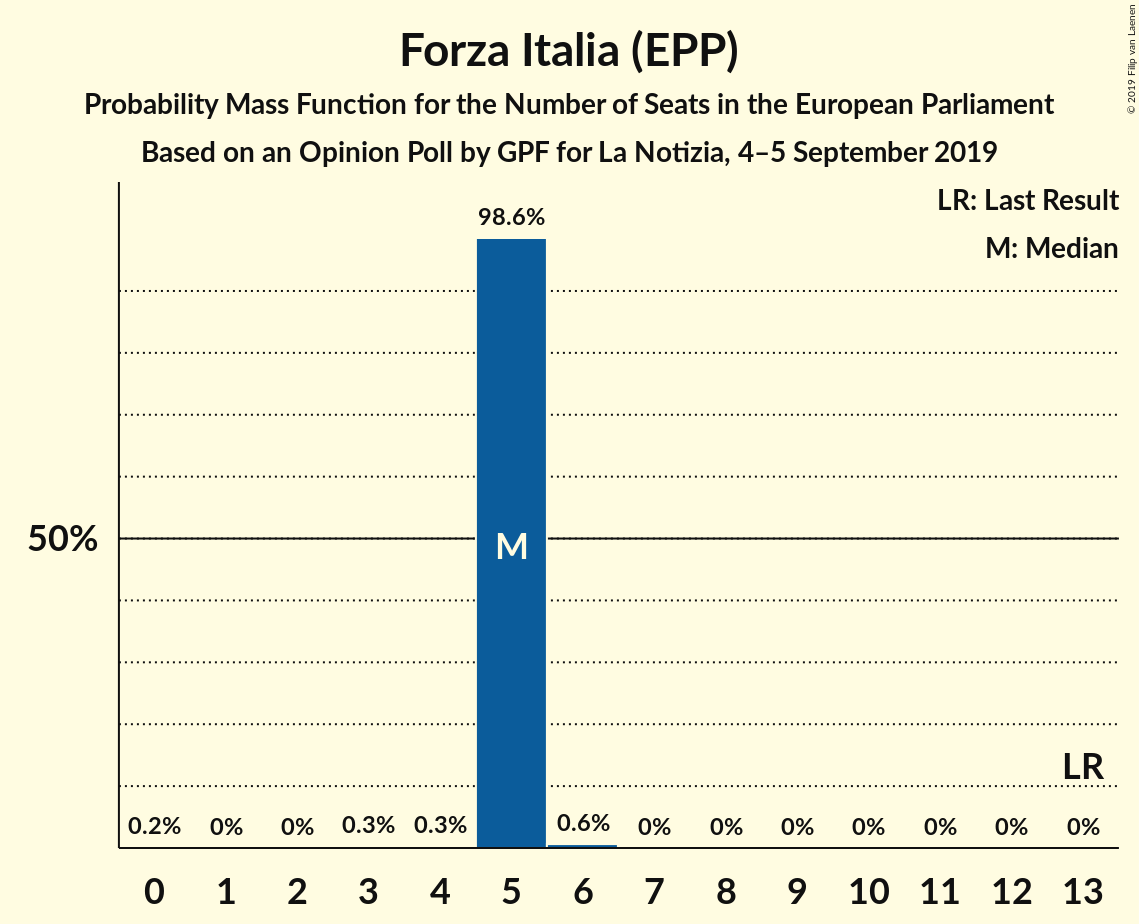 Forza Italia (EPP)
Probability Mass Function for the Number of Seats in the European Parliament
Based on an Opinion Poll by GPF for La Notizia, 4–5 September 2019
© 2019 Filip van Laenen
LR: Last Result
M: Median
98.6%
50%
M
LR
0.2% 0% 0% 0.3% 0.3% 0.6% 0% 0% 0% 0% 0% 0% 0%
0 1 2 3 4 5 6 7 8 9 10 11 12 13